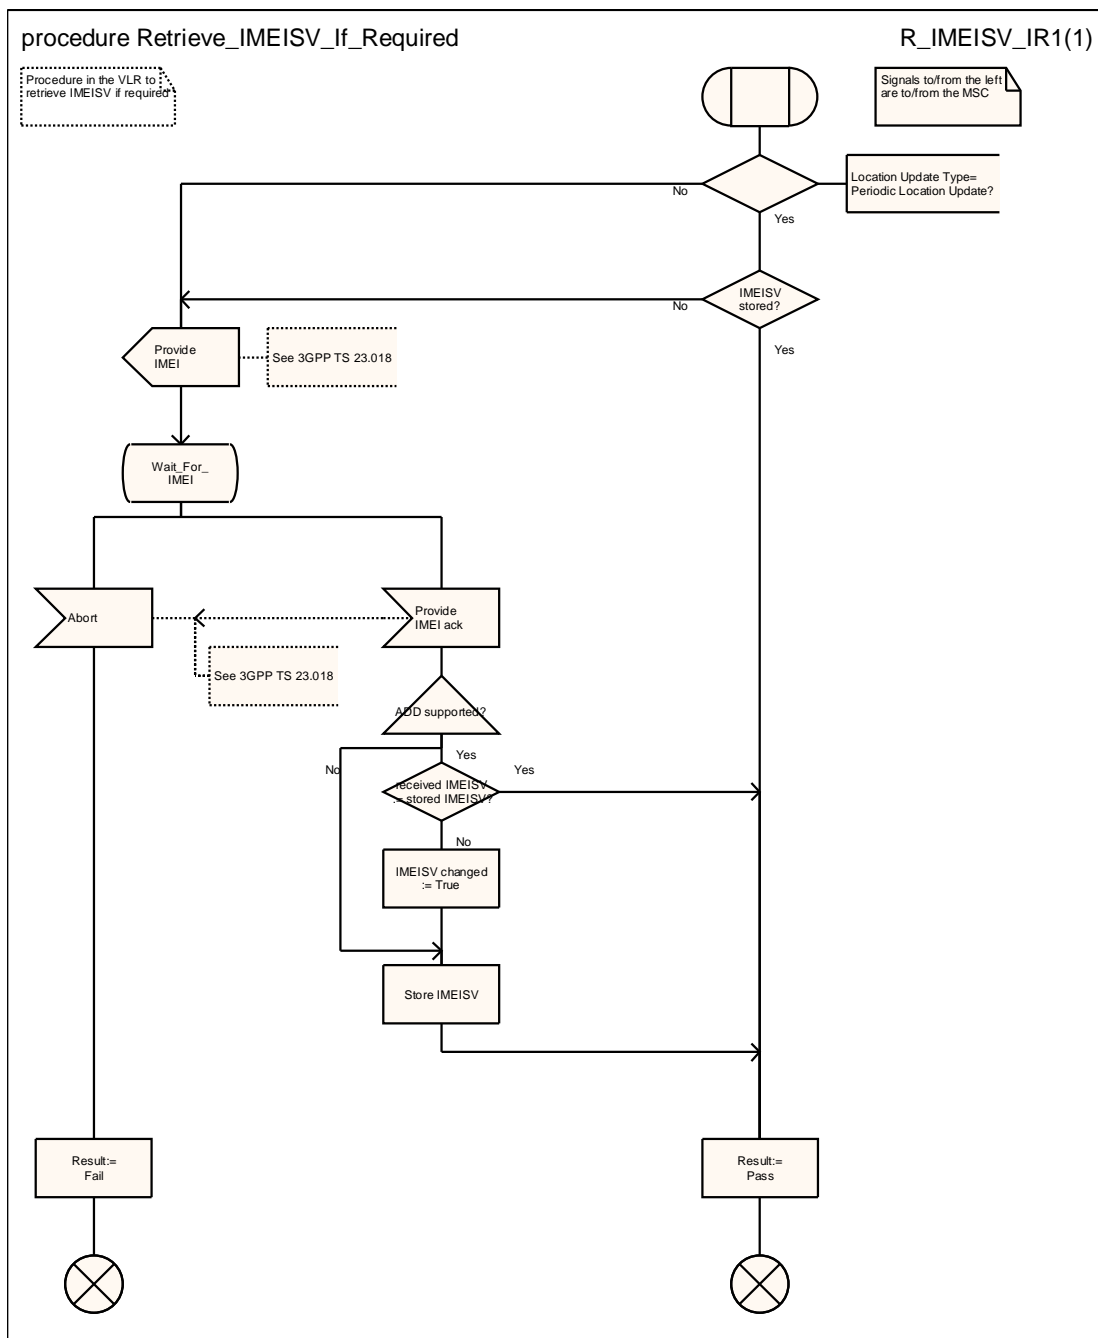 procedure Retrieve_IMEISV_If_Required
R_IMEISV_IR1(1)
Procedure in the VLR to
retrieve IMEISV if required
Signals to/from the left
are to/from the MSC
Location Update Type=
Periodic Location Update?
No
Yes
IMEISV
stored?
No
Yes
Provide
IMEI
See 3GPP TS 23.018
Wait_For_
IMEI
Abort
Provide
IMEI ack
See 3GPP TS 23.018
ADD supported?
Yes
No
received IMEISV
:= stored IMEISV?
Yes
No
IMEISV changed
:= True
Store IMEISV
Result:=
Fail
Result:=
Pass